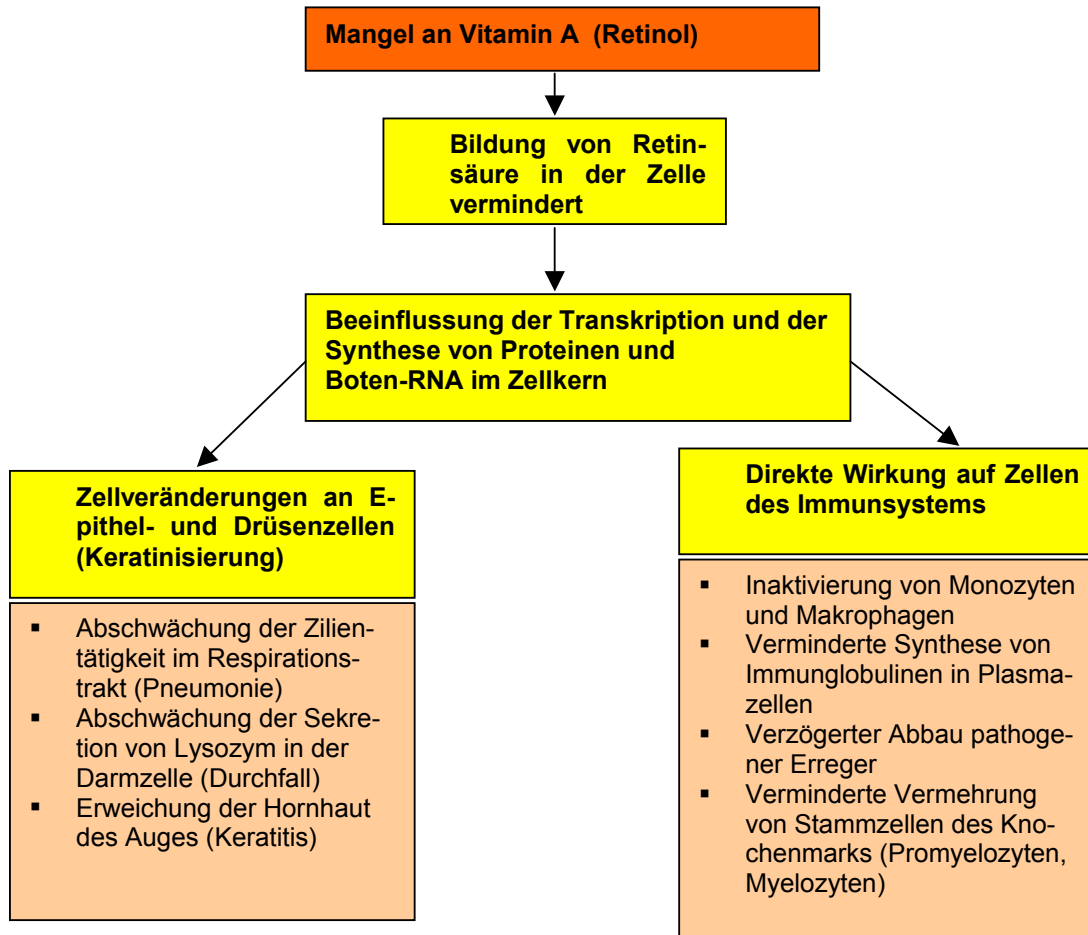 Mangel an Vitamin A (Retinol)
Bildung von Retin-
säure in der Zelle
vermindert
Beeinflussung der Transkription und der
Synthese von Proteinen und
Boten-RNA im Zellkern
Zellveränderungen an E-
pithel- und Drüsenzellen
(Keratinisierung)
▪ Abschwächung der Zilien-
tätigkeit im Respirations-
trakt (Pneumonie)
▪ Abschwächung der Sekre-
tion von Lysozym in der
Darmzelle (Durchfall)
▪ Erweichung der Hornhaut
des Auges (Keratitis)
Direkte Wirkung auf Zellen
des Immunsystems
▪ Inaktivierung von Monozyten
und Makrophagen
▪ Verminderte Synthese von
Immunglobulinen in Plasma-
zellen
▪ Verzögerter Abbau pathoge-
ner Erreger
▪ Verminderte Vermehrung
von Stammzellen des Kno-
chenmarks (Promyelozyten,
Myelozyten)